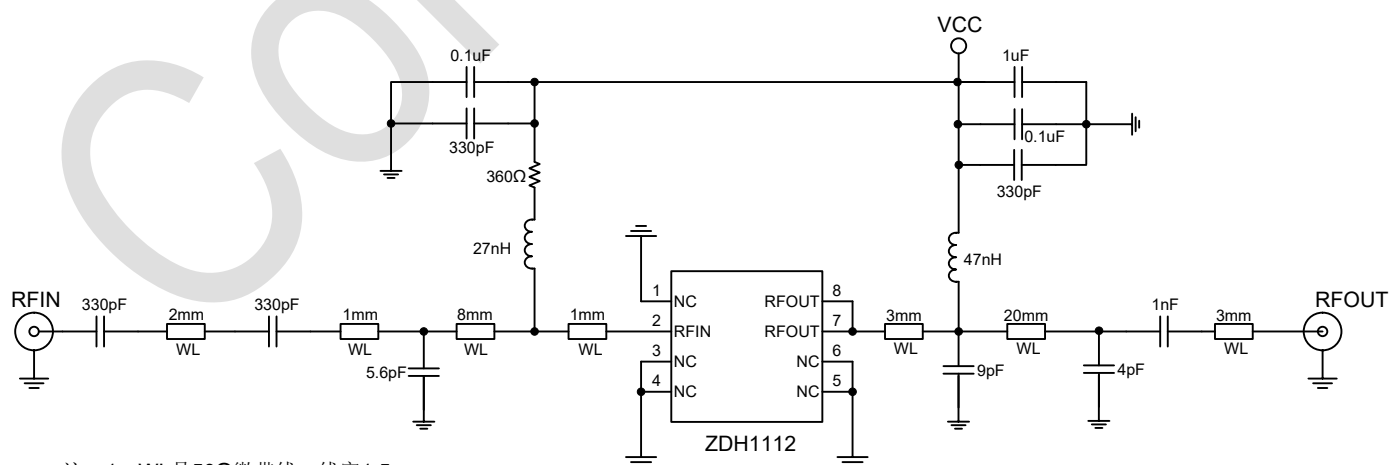 VCC
0.1uF
1uF
330pF
0.1uF
360Ω
330pF
27nH
47nH
RFIN
330pF
2mm
WL
330pF
1mm
WL
8mm
WL
1mm
WL
5.6pF
1
NC
2
RFIN
3
NC
4
NC
RFOUT
8
RFOUT
7
NC
6
NC
5
ZDH1112
3mm
WL
20mm
WL
1nF
3mm
WL
RFOUT
9pF
4pF